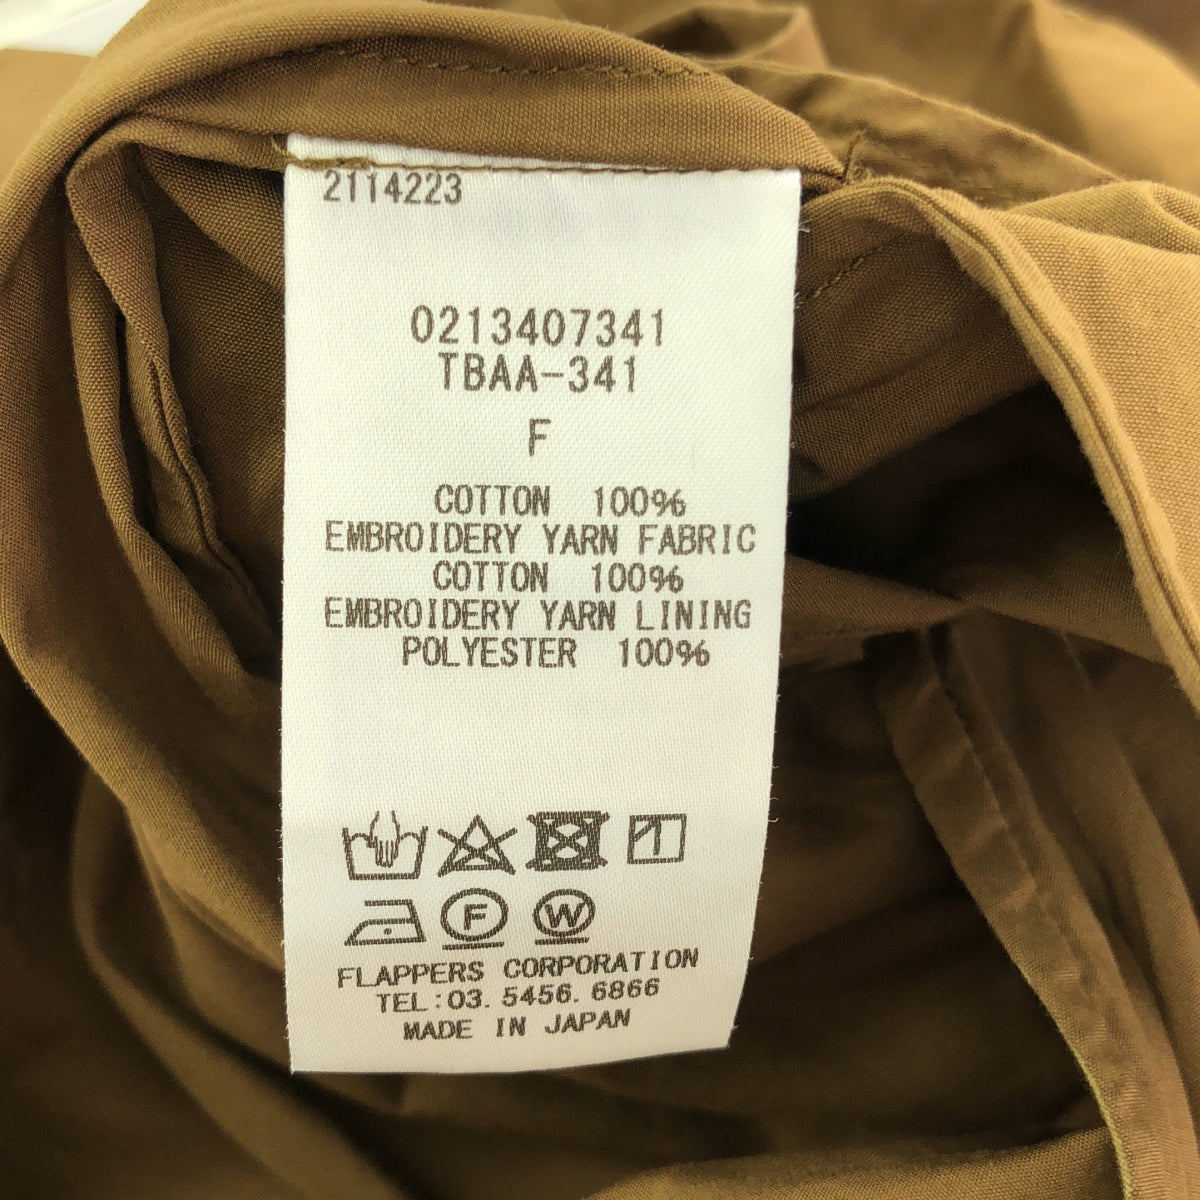 2114223
0213407341
TBAA-341
F
COTTON 100%
EMBROIDERY YARN FABRIC
COTTON 100%
EMBROIDERY YARN LINING
POLYESTER 100%
F W
FLAPPERS CORPORATION
TEL:03. 5456. 6866
MADE IN JAPAN